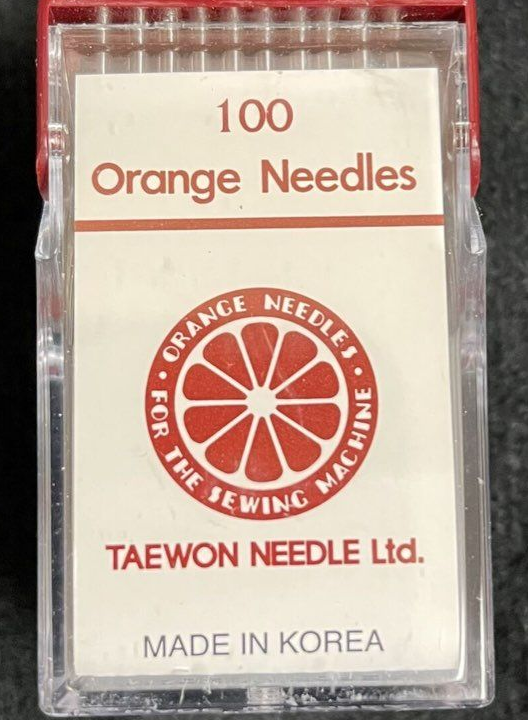 100
Orange Needles
• ORANGE NEEDLES •
FOR THE SEWING MACHINE
TAEWON NEEDLE Ltd.
MADE IN KOREA